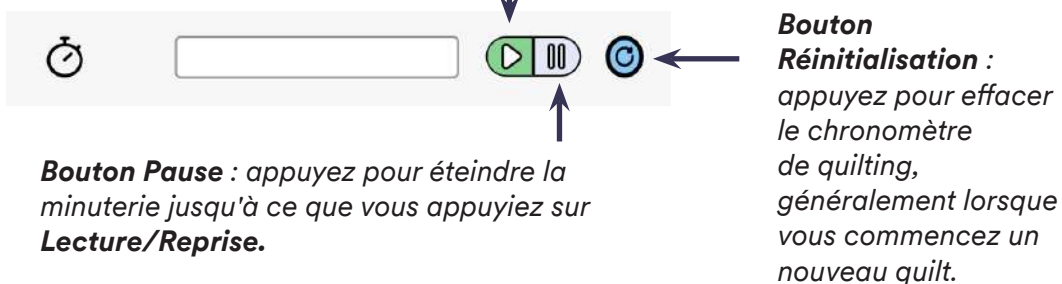 Bouton
Réinitialisation :
appuyez pour effacer
le chronomètre
de quilting,
généralement lorsque
vous commencez un
nouveau quilt.
Bouton Pause : appuyez pour éteindre la
minuterie jusqu'à ce que vous appuyiez sur
Lecture/Reprise.